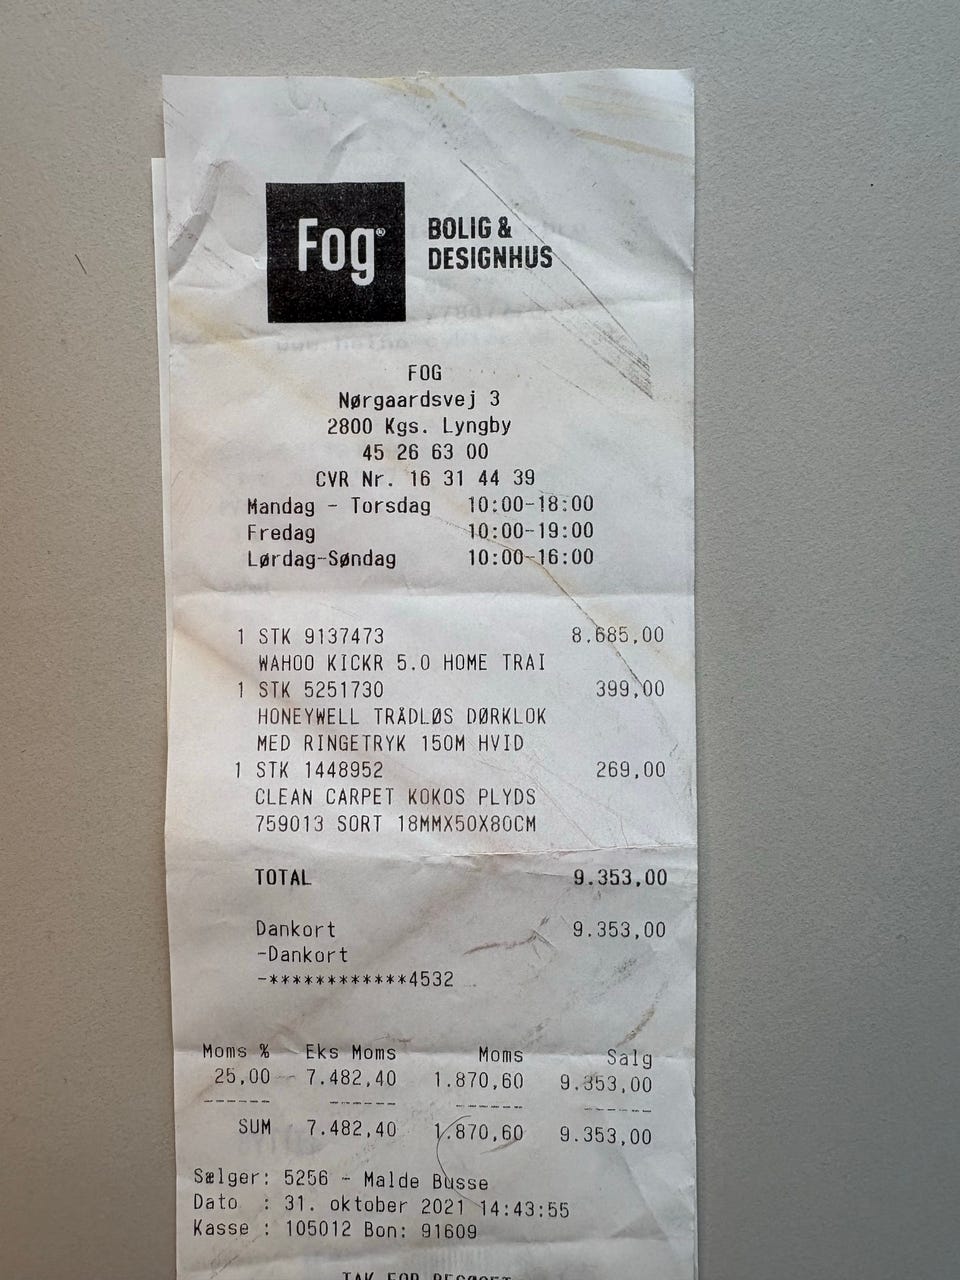 Fog®
BOLIG &
DESIGNHUS
FOG
Nørgaardsvej 3
2800 Kgs. Lyngby
45 26 63 00
CVR Nr. 16 31 44 39
Mandag - Torsdag 10:00-18:00
Fredag 10:00-19:00
Lørdag-Søndag 10:00-16:00
1 STK 9137473 8.685,00
WAHOO KICKR 5.0 HOME TRAI
1 STK 5251730 399,00
HONEYWELL TRÅDLØS DØRKLOK
MED RINGETRYK 150M HVID
1 STK 1448952 269,00
CLEAN CARPET KOKOS PLYDS
759013 SORT 18MMX50X80CM
TOTAL 9.353,00
Dankort 9.353,00
-Dankort
-************4532
Moms % Eks Moms Moms Salg
25,00 7.482,40 1.870,60 9.353,00
------ ------ ------ ------
SUM 7.482,40 1.870,60 9.353,00
Sælger: 5256 - Malde Busse
Dato : 31. oktober 2021 14:43:55
Kasse : 105012 Bon: 91609
TAK FOR BESØGET